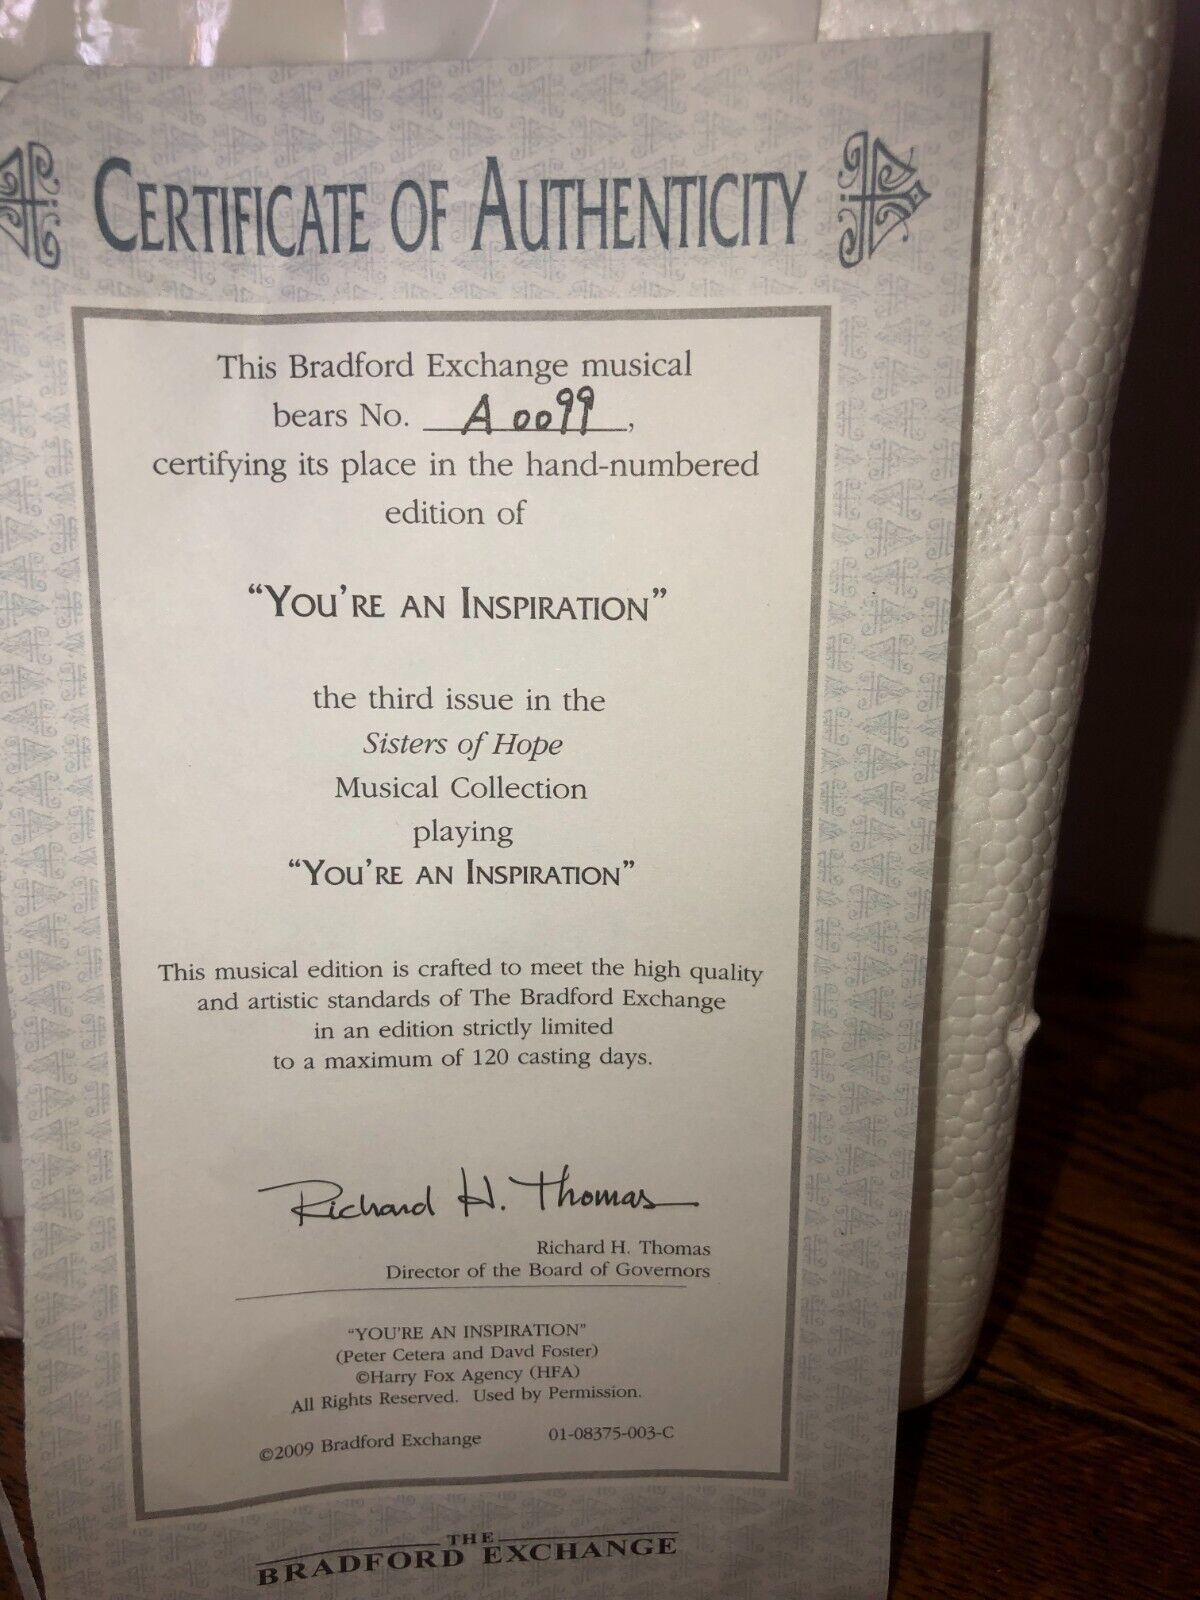 CERTIFICATE OF AUTHENTICITY
This Bradford Exchange musical
bears No. A 0099,
certifying its place in the hand-numbered
edition of
“YOU'RE AN INSPIRATION”
the third issue in the
Sisters of Hope
Musical Collection
playing
“YOU'RE AN INSPIRATION”
This musical edition is crafted to meet the high quality
and artistic standards of The Bradford Exchange
in an edition strictly limited
to a maximum of 120 casting days.
Richard H. Thomas
Richard H. Thomas
Director of the Board of Governors
“YOU'RE AN INSPIRATION”
(Peter Cetera and Davd Foster)
©Harry Fox Agency (HFA)
All Rights Reserved. Used by Permission.
©2009 Bradford Exchange 01-08375-003-C
THE
BRADFORD EXCHANGE